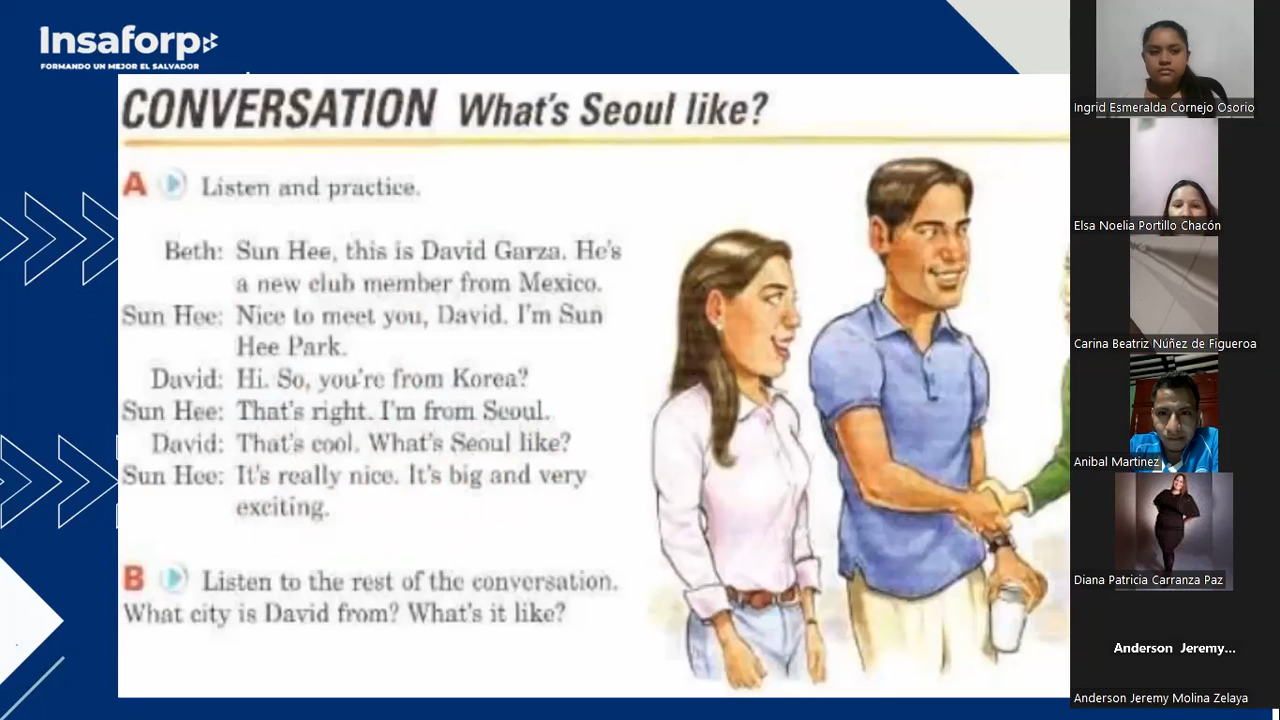 Insaforp
FORMANDO UN MEJOR EL SALVADOR
CONVERSATION What's Seoul like?
A Listen and practice.
Beth: Sun Hee, this is David Garza. He's
a new club member from Mexico.
Sun Hee: Nice to meet you, David. I'm Sun
Hee Park.
David: Hi. So, you're from Korea?
Sun Hee: That's right. I'm from Seoul.
David: That's cool. What's Seoul like?
Sun Hee: It's really nice. It's big and very
exciting.
B Listen to the rest of the conversation.
What city is David from? What's it like?
Ingrid Esmeralda Cornejo Osorio
Elsa Noelia Portillo Chacón
Carina Beatriz Núñez de Figueroa
Anibal Martinez
Diana Patricia Carranza Paz
Anderson Jeremy...
Anderson Jeremy Molina Zelaya